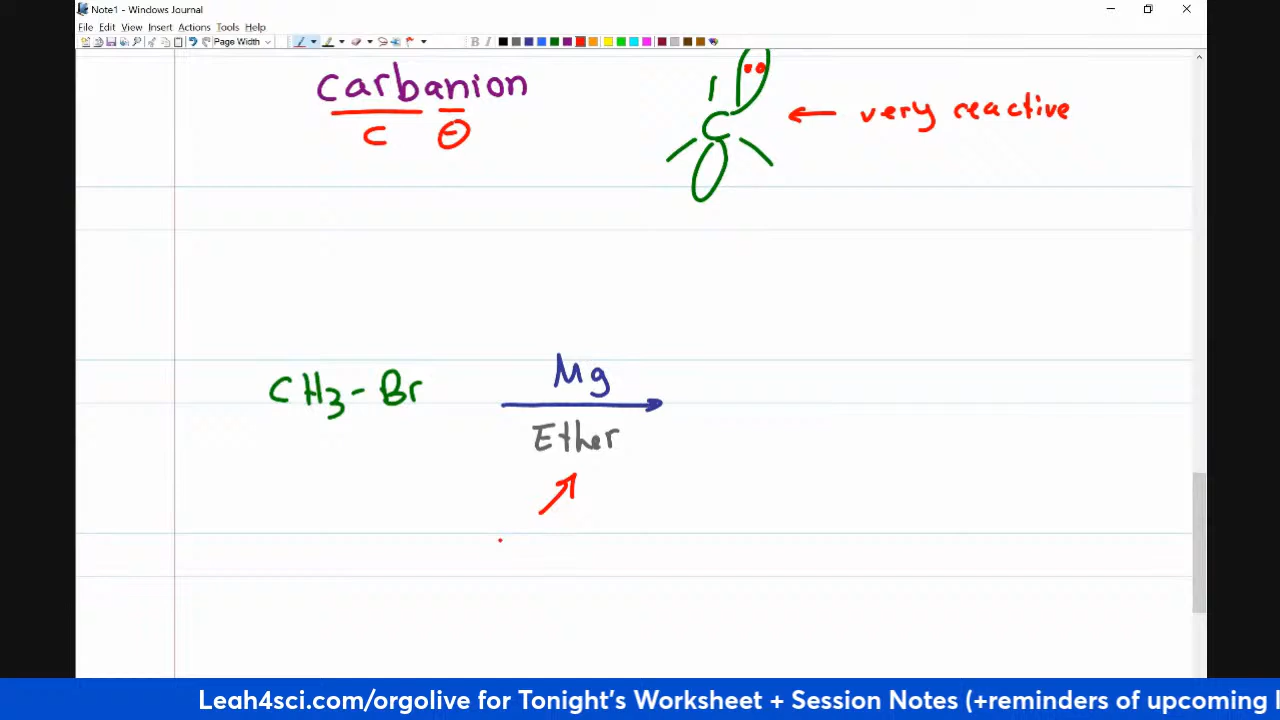 Note1 - Windows Journal
File Edit View Insert Actions Tools Help
Page Width
B I
carbanion
C ⊖
C
← very reactive
CH3-Br
Mg
Ether
Leah4sci.com/orgolive for Tonight's Worksheet + Session Notes (+reminders of upcoming